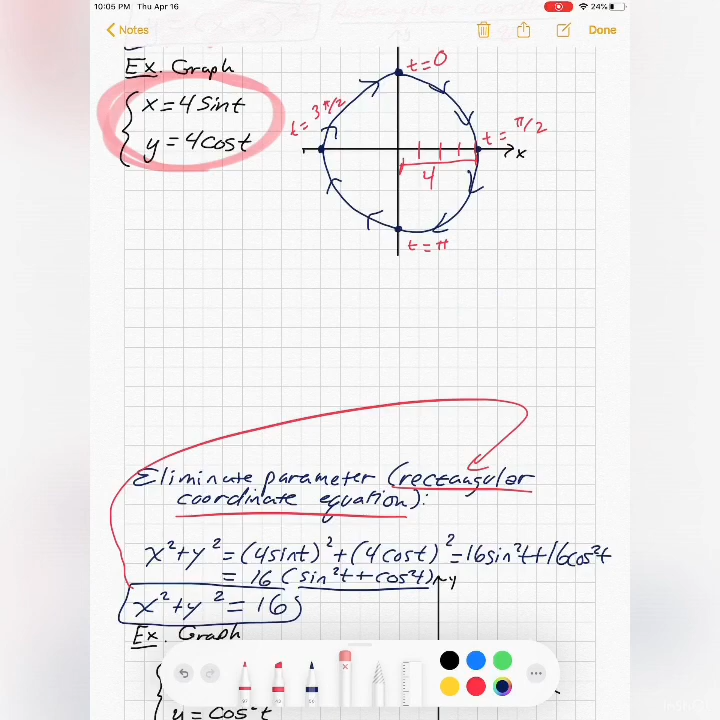 10:05 PM Thu Apr 16
24%
Notes
Done
Ex. Graph
x = 4 sin t
y = 4 cos t
t = 0
t = 3π/2
t = π/2
x
4
t = π
Eliminate parameter (rectangular
coordinate equation):
x² + y² = (4 sin t)² + (4 cos t)² = 16 sin²t + 16 cos²t
= 16 (sin²t + cos²t)
y
x² + y² = 16
Ex. Graph